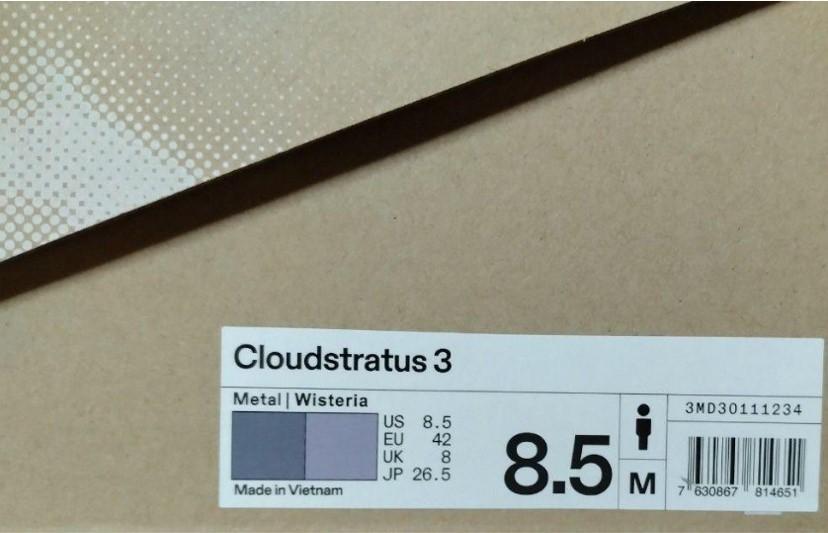 Cloudstratus 3
Metal | Wisteria
US 8.5
EU 42
UK 8
JP 26.5
Made in Vietnam
8.5
M
3MD30111234
7 630867 814651